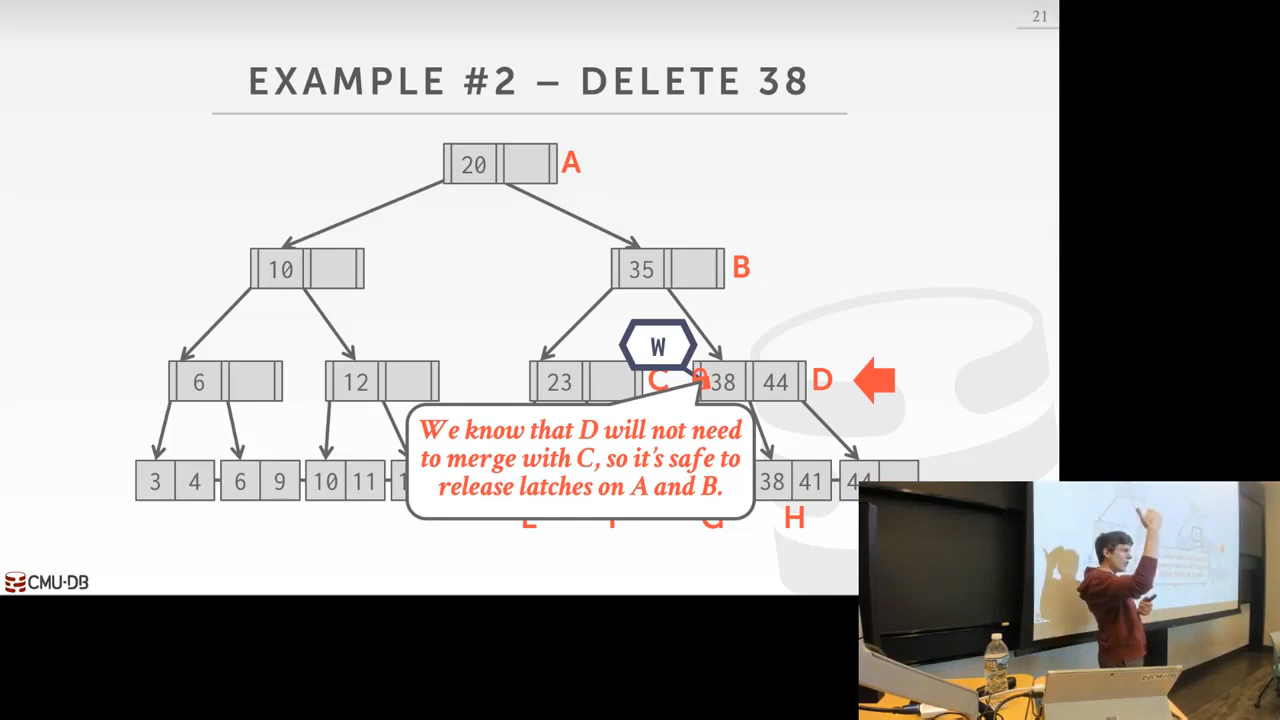 21
EXAMPLE #2 – DELETE 38
20 A
10 35 B
W
6 12 23 C 38 44 D
We know that D will not need
to merge with C, so it's safe to
release latches on A and B.
3 4 6 9 10 11 38 41 44
G H
CMU·DB